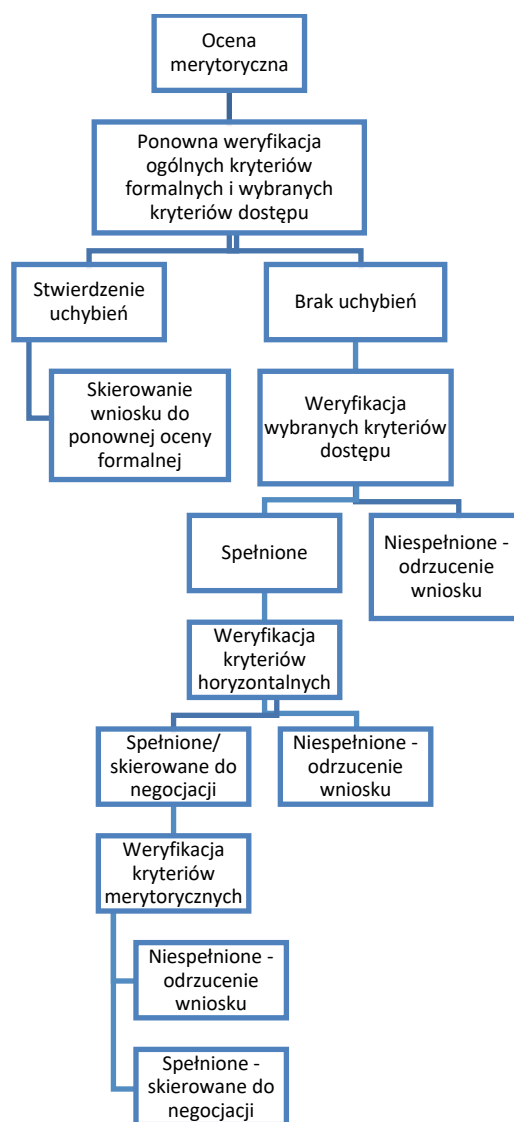 Ocena
merytoryczna
Ponowna weryfikacja
ogólnych kryteriów
formalnych i wybranych
kryteriów dostępu
Stwierdzenie
uchybień
Brak uchybień
Skierowanie
wniosku do
ponownej oceny
formalnej
Weryfikacja
wybranych kryteriów
dostępu
Spełnione
Niespełnione -
odrzucenie
wniosku
Weryfikacja
kryteriów
horyzontalnych
Spełnione/
skierowane do
negocjacji
Niespełnione -
odrzucenie
wniosku
Weryfikacja
kryteriów
merytorycznych
Niespełnione -
odrzucenie
wniosku
Spełnione -
skierowane do
negocjacji